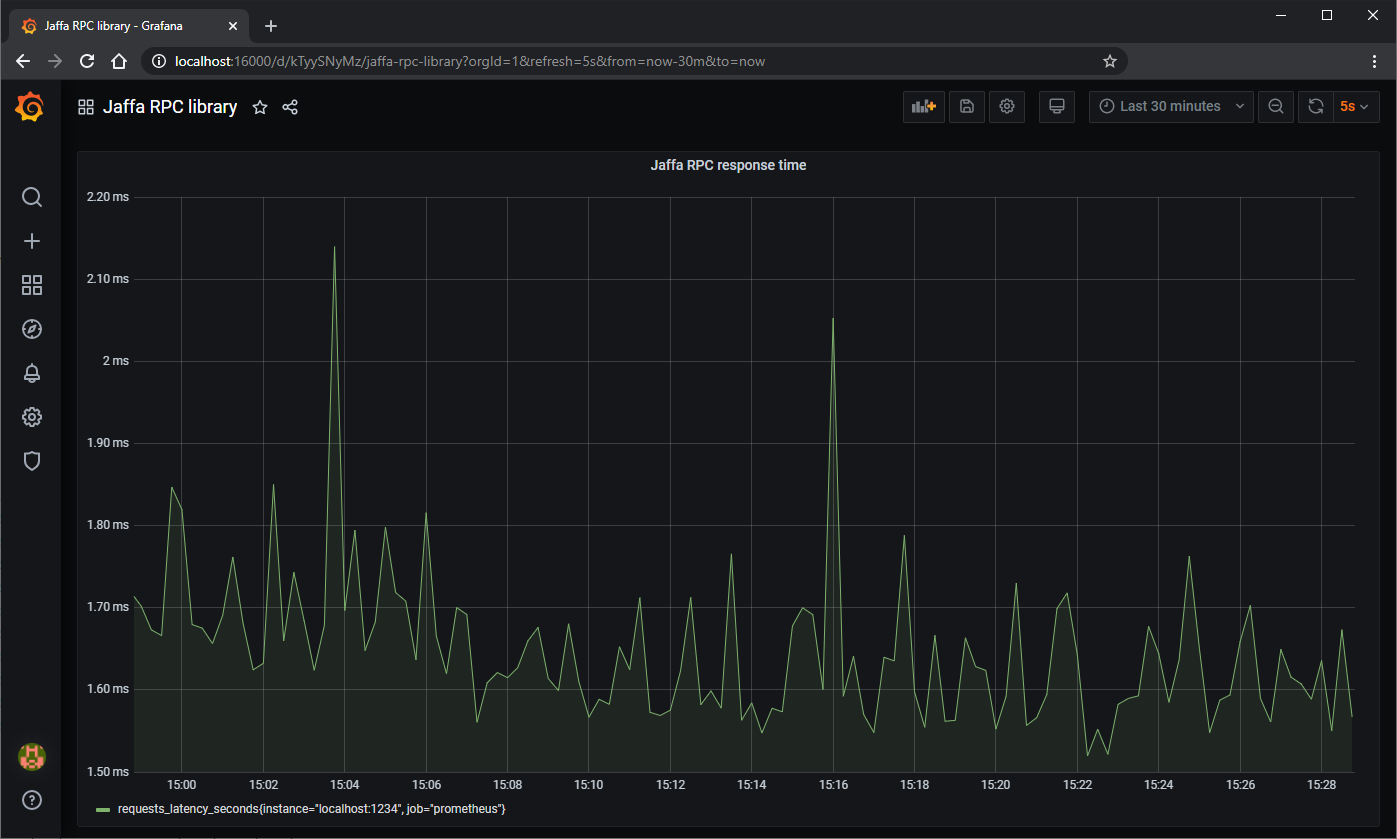 Jaffa RPC library - Grafana
localhost:16000/d/kTyySNyMz/jaffa-rpc-library?orgId=1&refresh=5s&from=now-30m&to=now
Jaffa RPC library
Last 30 minutes
5s
Jaffa RPC response time
2.20 ms
2.10 ms
2 ms
1.90 ms
1.80 ms
1.70 ms
1.60 ms
1.50 ms
15:00 15:02 15:04 15:06 15:08 15:10 15:12 15:14 15:16 15:18 15:20 15:22 15:24 15:26 15:28
requests_latency_seconds{instance="localhost:1234", job="prometheus"}